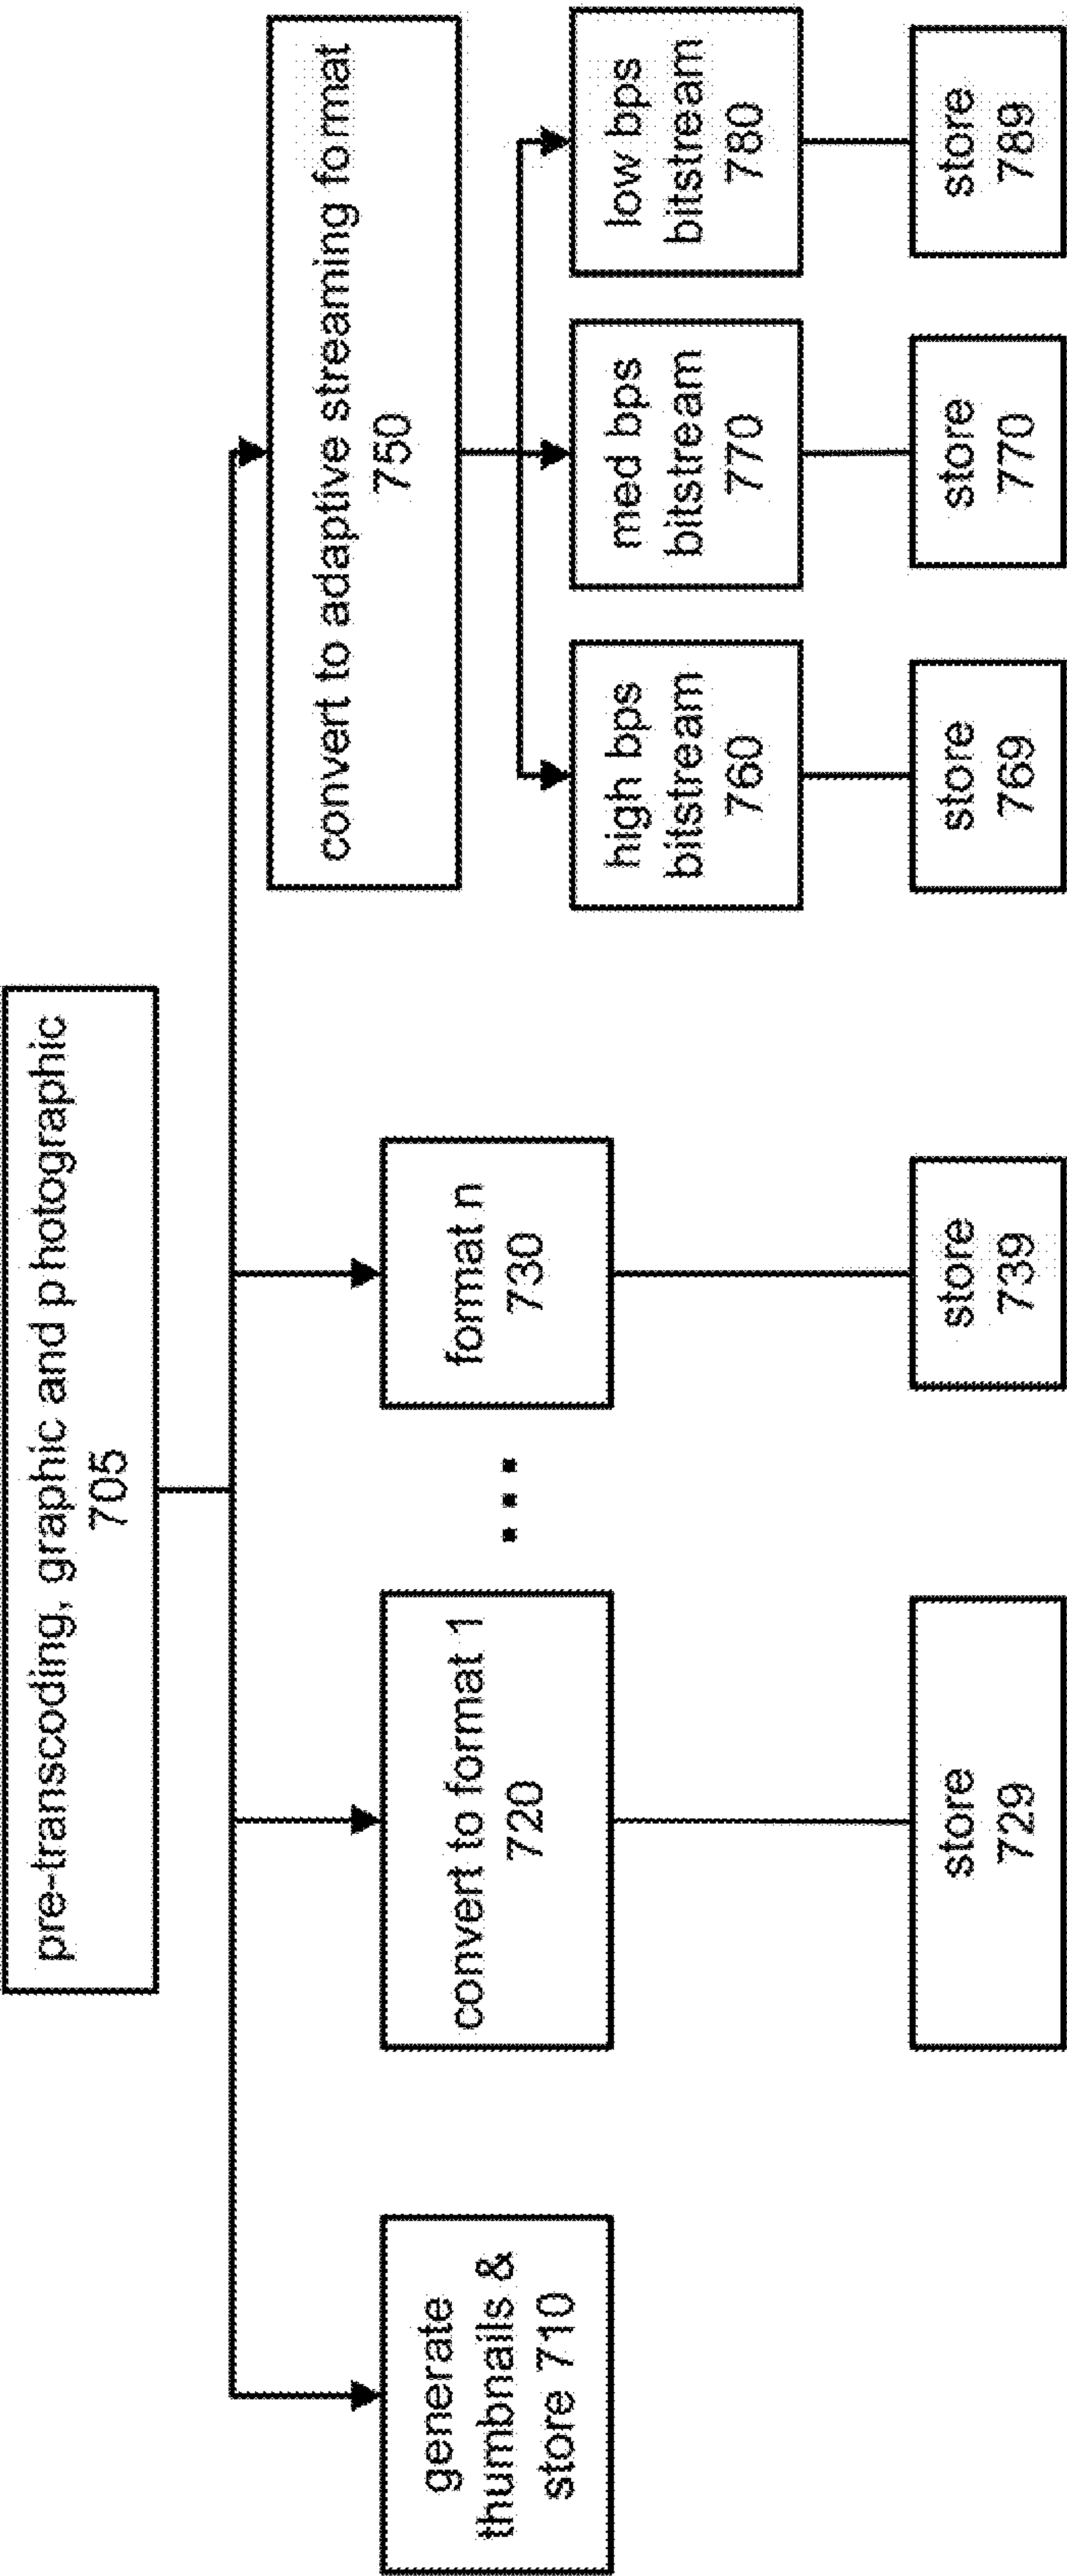 pre-transcoding, graphic and photographic
705
generate
thumbnails &
store 710
convert to format 1
720
...
format n
730
convert to adaptive streaming format
750
high bps
bitstream
760
med bps
bitstream
770
low bps
bitstream
780
store
729
store
739
store
769
store
770
store
789